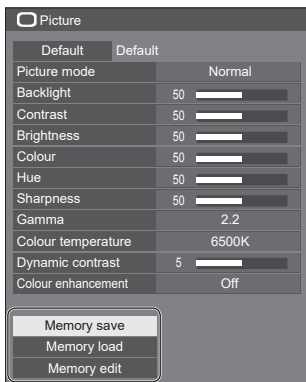 Picture
Default Default
Picture mode Normal
Backlight 50
Contrast 50
Brightness 50
Colour 50
Hue 50
Sharpness 50
Gamma 2.2
Colour temperature 6500K
Dynamic contrast 5
Colour enhancement Off
Memory save
Memory load
Memory edit